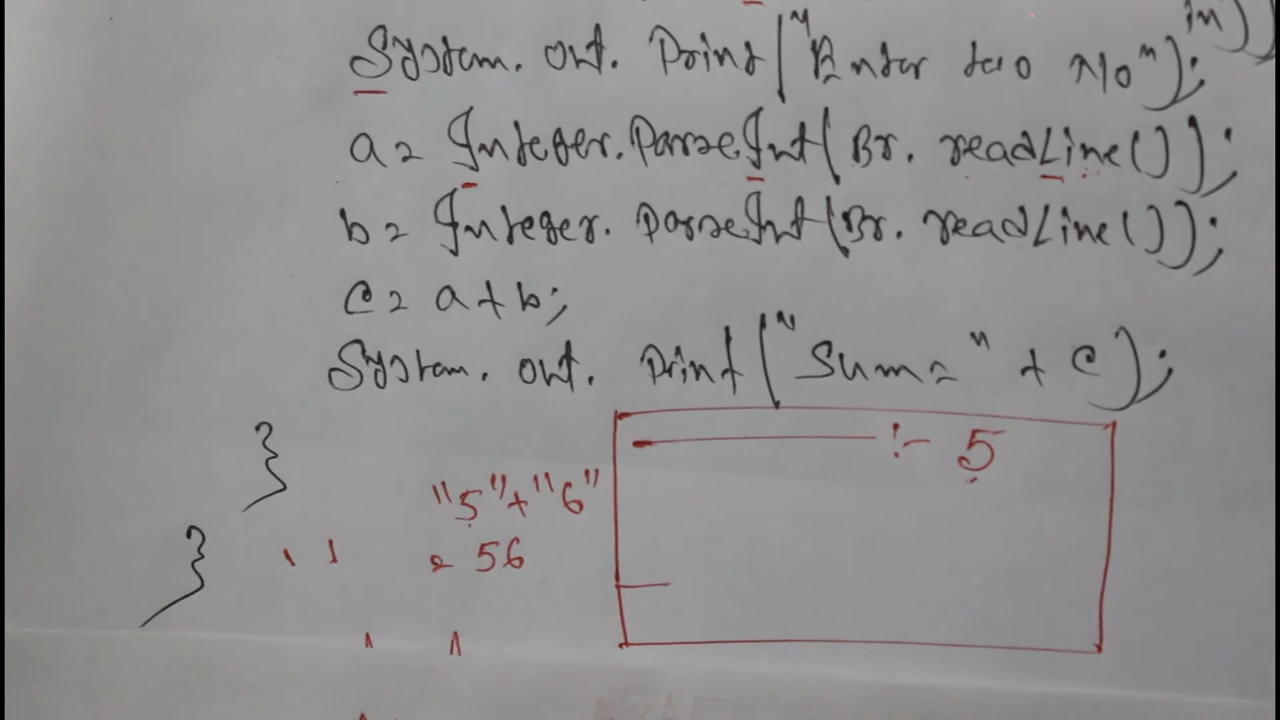 in))
System. out. Print("Enter two No");
a= Integer.ParseInt(Br. readLine());
b= Integer. ParseInt(Br. readLine());
c= a+b;
System. out. Print("Sum=" + c);
:- 5
}
"5"+"6"
= 56
}